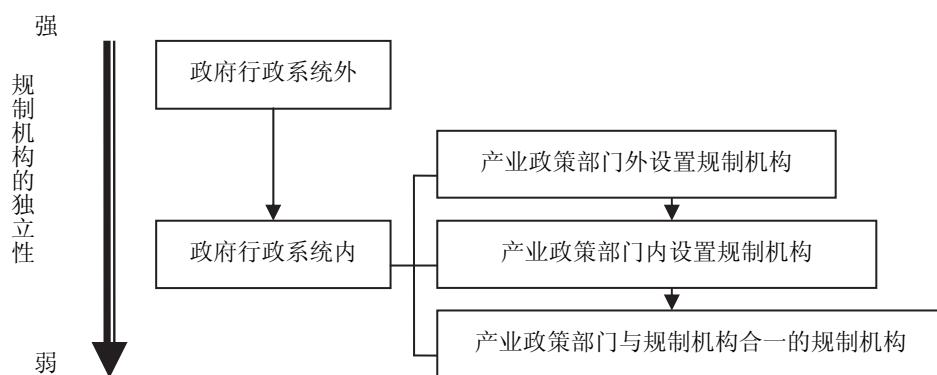 强
规制机构的独立性
弱
政府行政系统外
政府行政系统内
产业政策部门外设置规制机构
产业政策部门内设置规制机构
产业政策部门与规制机构合一的规制机构